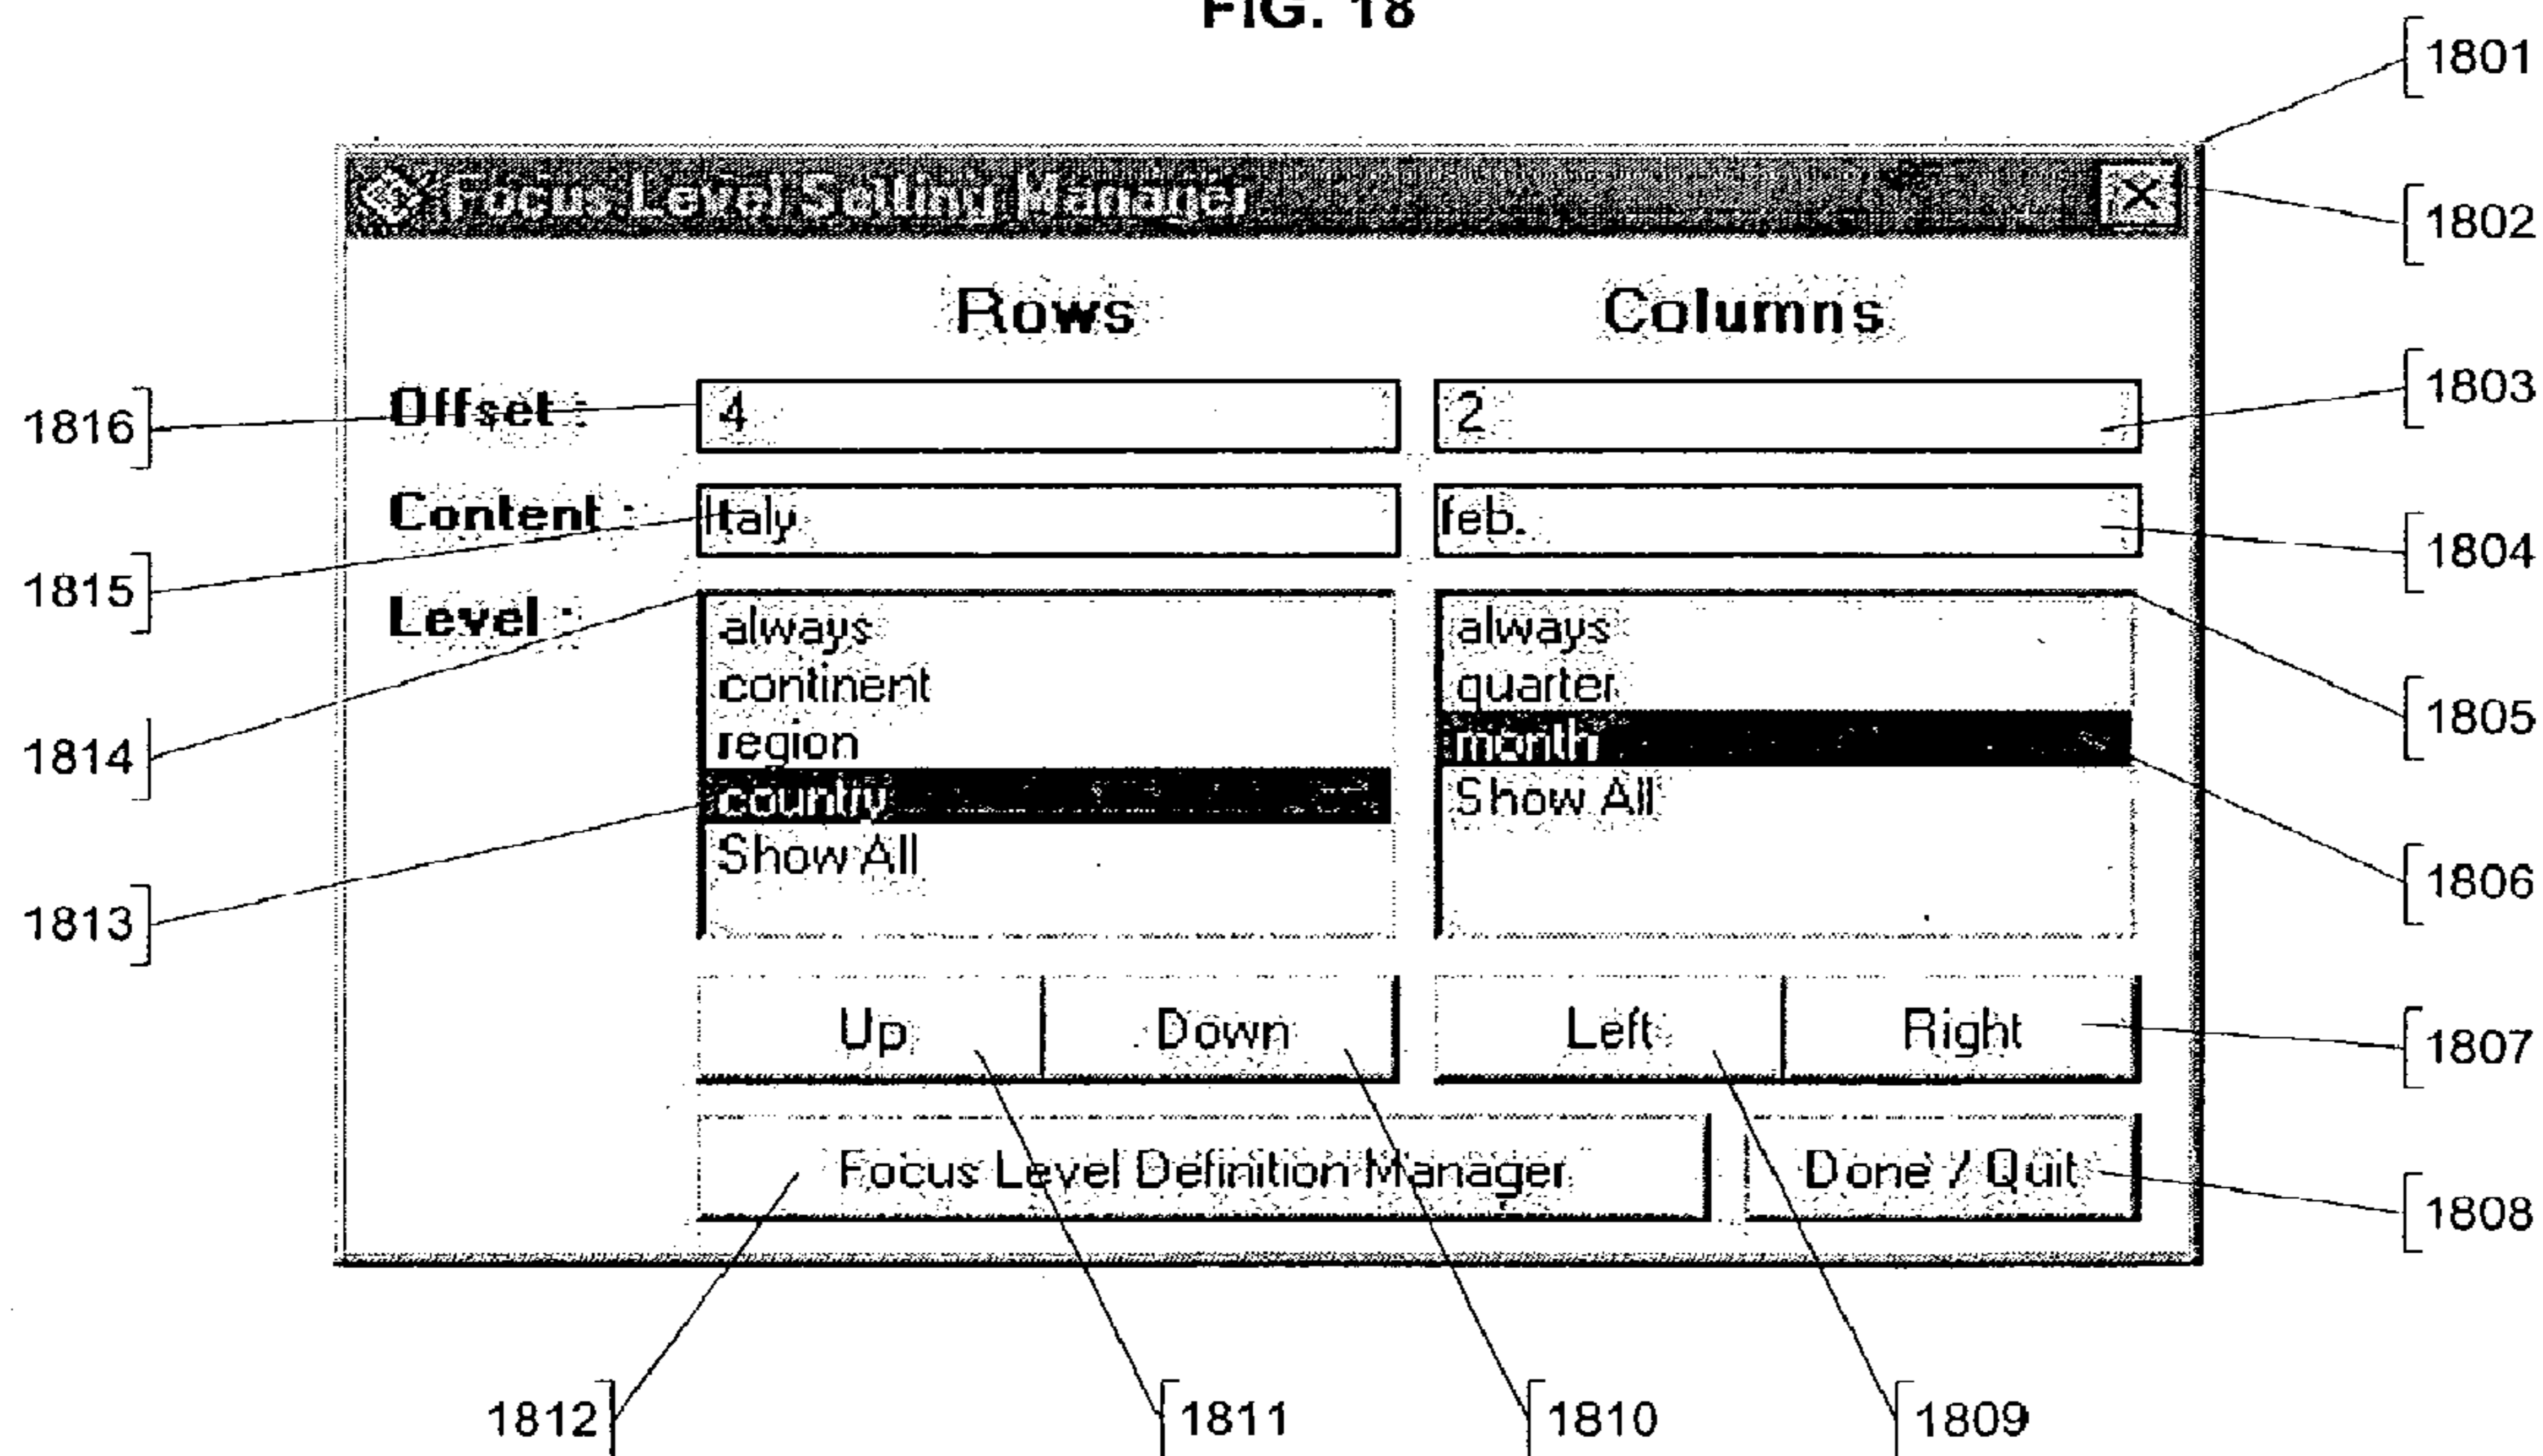 FIG. 18
1801
Focus Level Setting Manager
1802
Rows Columns
Offset : 4 2
1803
1816
Content : Italy feb.
1804
1815
Level :
always
continent
region
country
Show All
always
quarter
month
Show All
1805
1814
1806
1813
Up Down Left Right
1807
Focus Level Definition Manager Done / Quit
1808
1812 1811 1810 1809